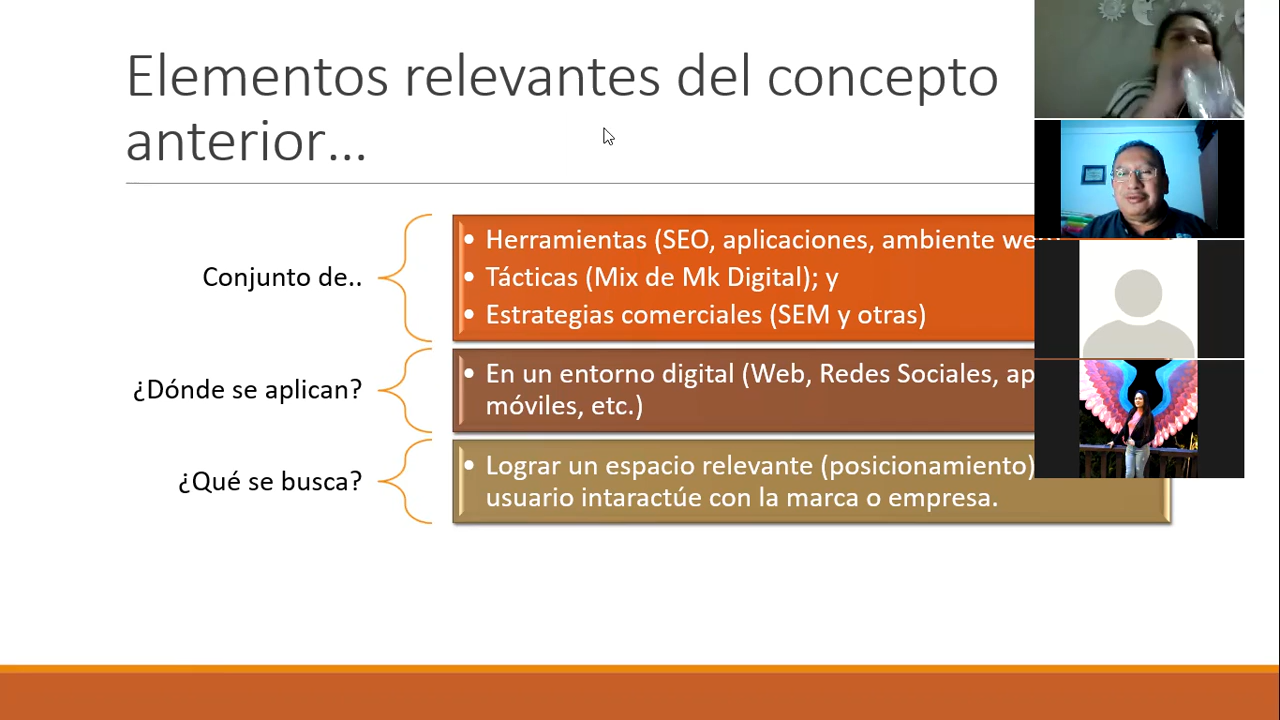 Elementos relevantes del concepto
anterior...
Conjunto de..
• Herramientas (SEO, aplicaciones, ambiente web)
• Tácticas (Mix de Mk Digital); y
• Estrategias comerciales (SEM y otras)
¿Dónde se aplican?
• En un entorno digital (Web, Redes Sociales,
móviles, etc.)
¿Qué se busca?
• Lograr un espacio relevante (posicionamiento)
usuario intaractúe con la marca o empresa.